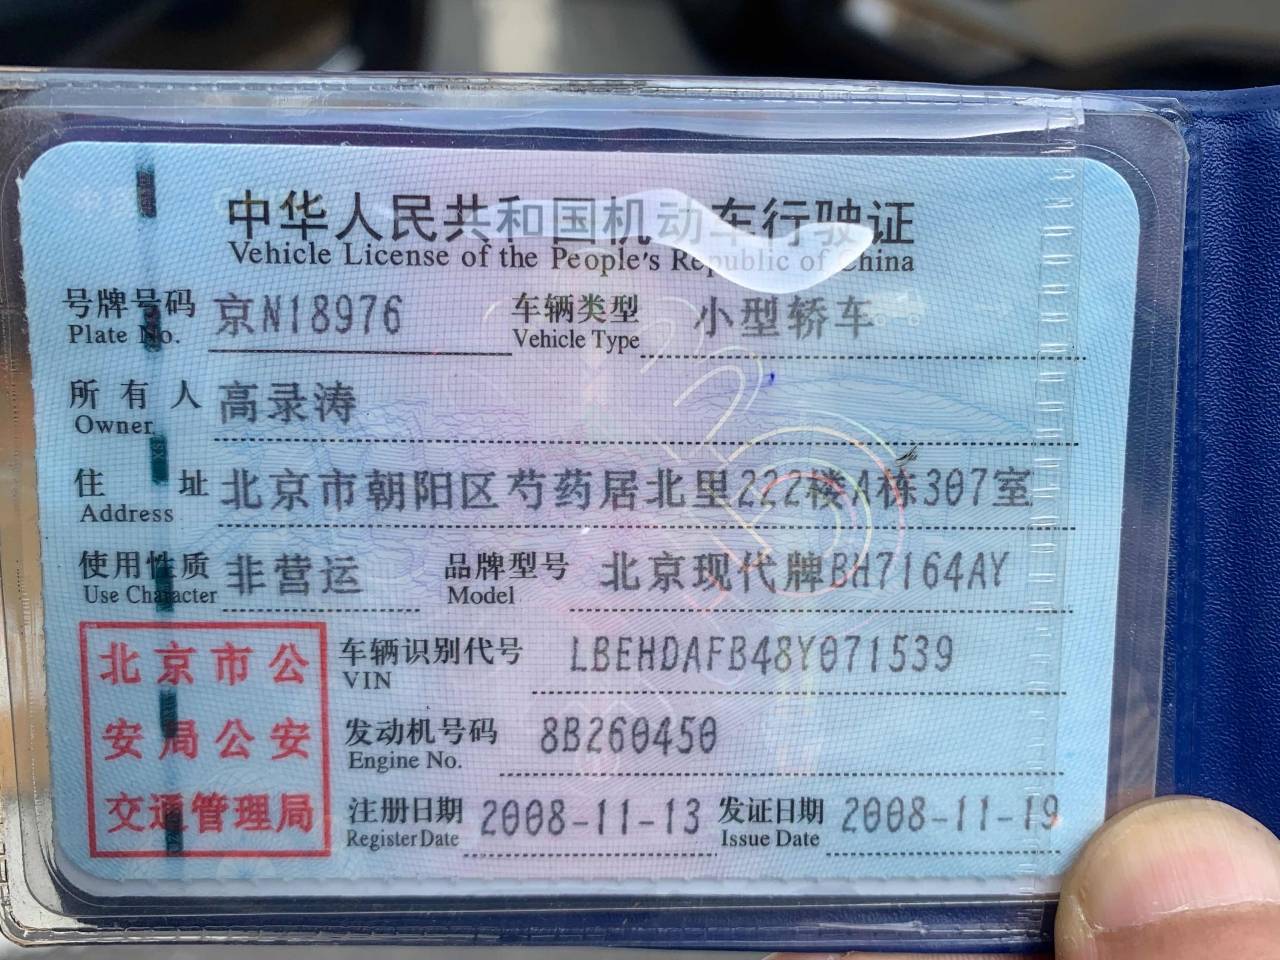 中华人民共和国机动车行驶证
Vehicle License of the People's Republic of China
号牌号码 京N18976 车辆类型 小型轿车
Plate No. Vehicle Type
所有人 高录涛
Owner
住址 北京市朝阳区芍药居北里222楼A栋307室
Address
使用性质 非营运 品牌型号 北京现代牌BH7164AY
Use Character Model
北京市公
安局公安
交通管理局
车辆识别代号 LBEHDAFB48Y071539
VIN
发动机号码 8B260450
Engine No.
注册日期 2008-11-13 发证日期 2008-11-19
Register Date Issue Date